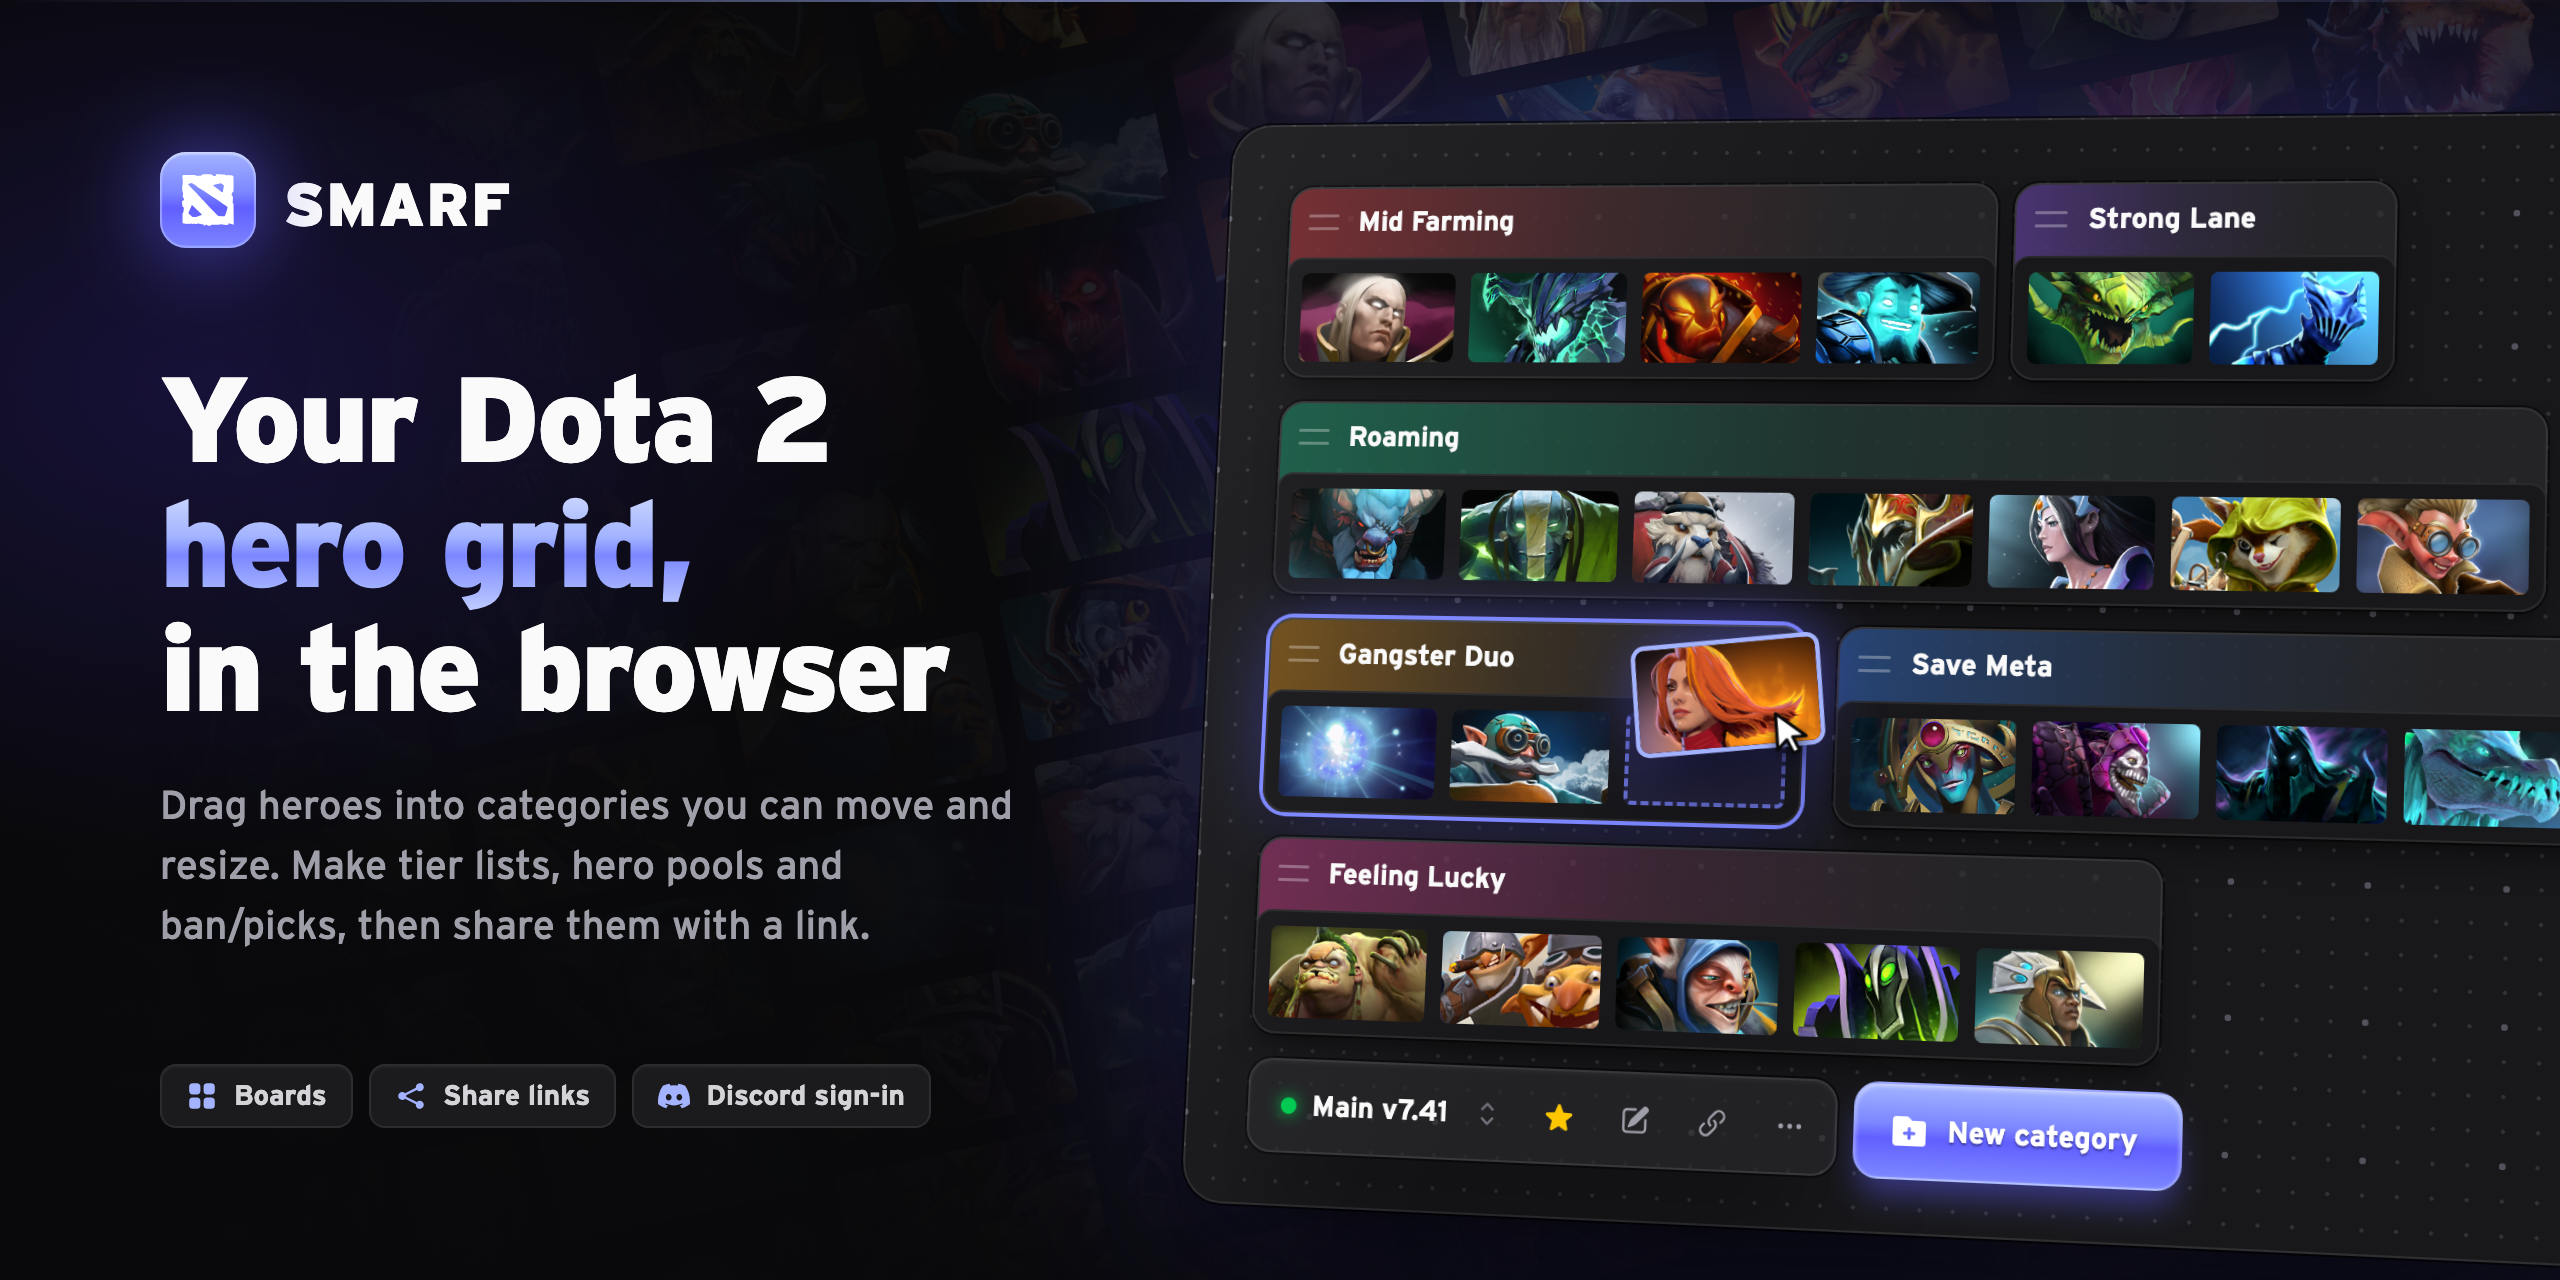 SMARF
Your Dota 2
hero grid,
in the browser
Drag heroes into categories you can move and
resize. Make tier lists, hero pools and
ban/picks, then share them with a link.
Boards
Share links
Discord sign-in
Mid Farming
Strong Lane
Roaming
Gangster Duo
Save Meta
Feeling Lucky
Main v7.41
New category